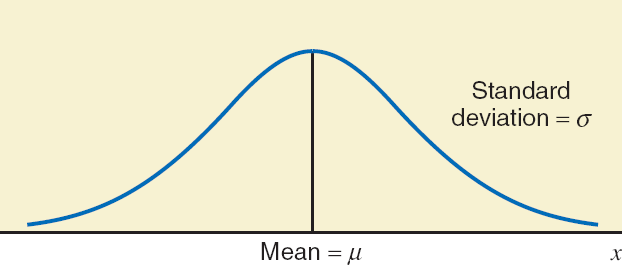 Standard
deviation = σ
Mean = μ
x